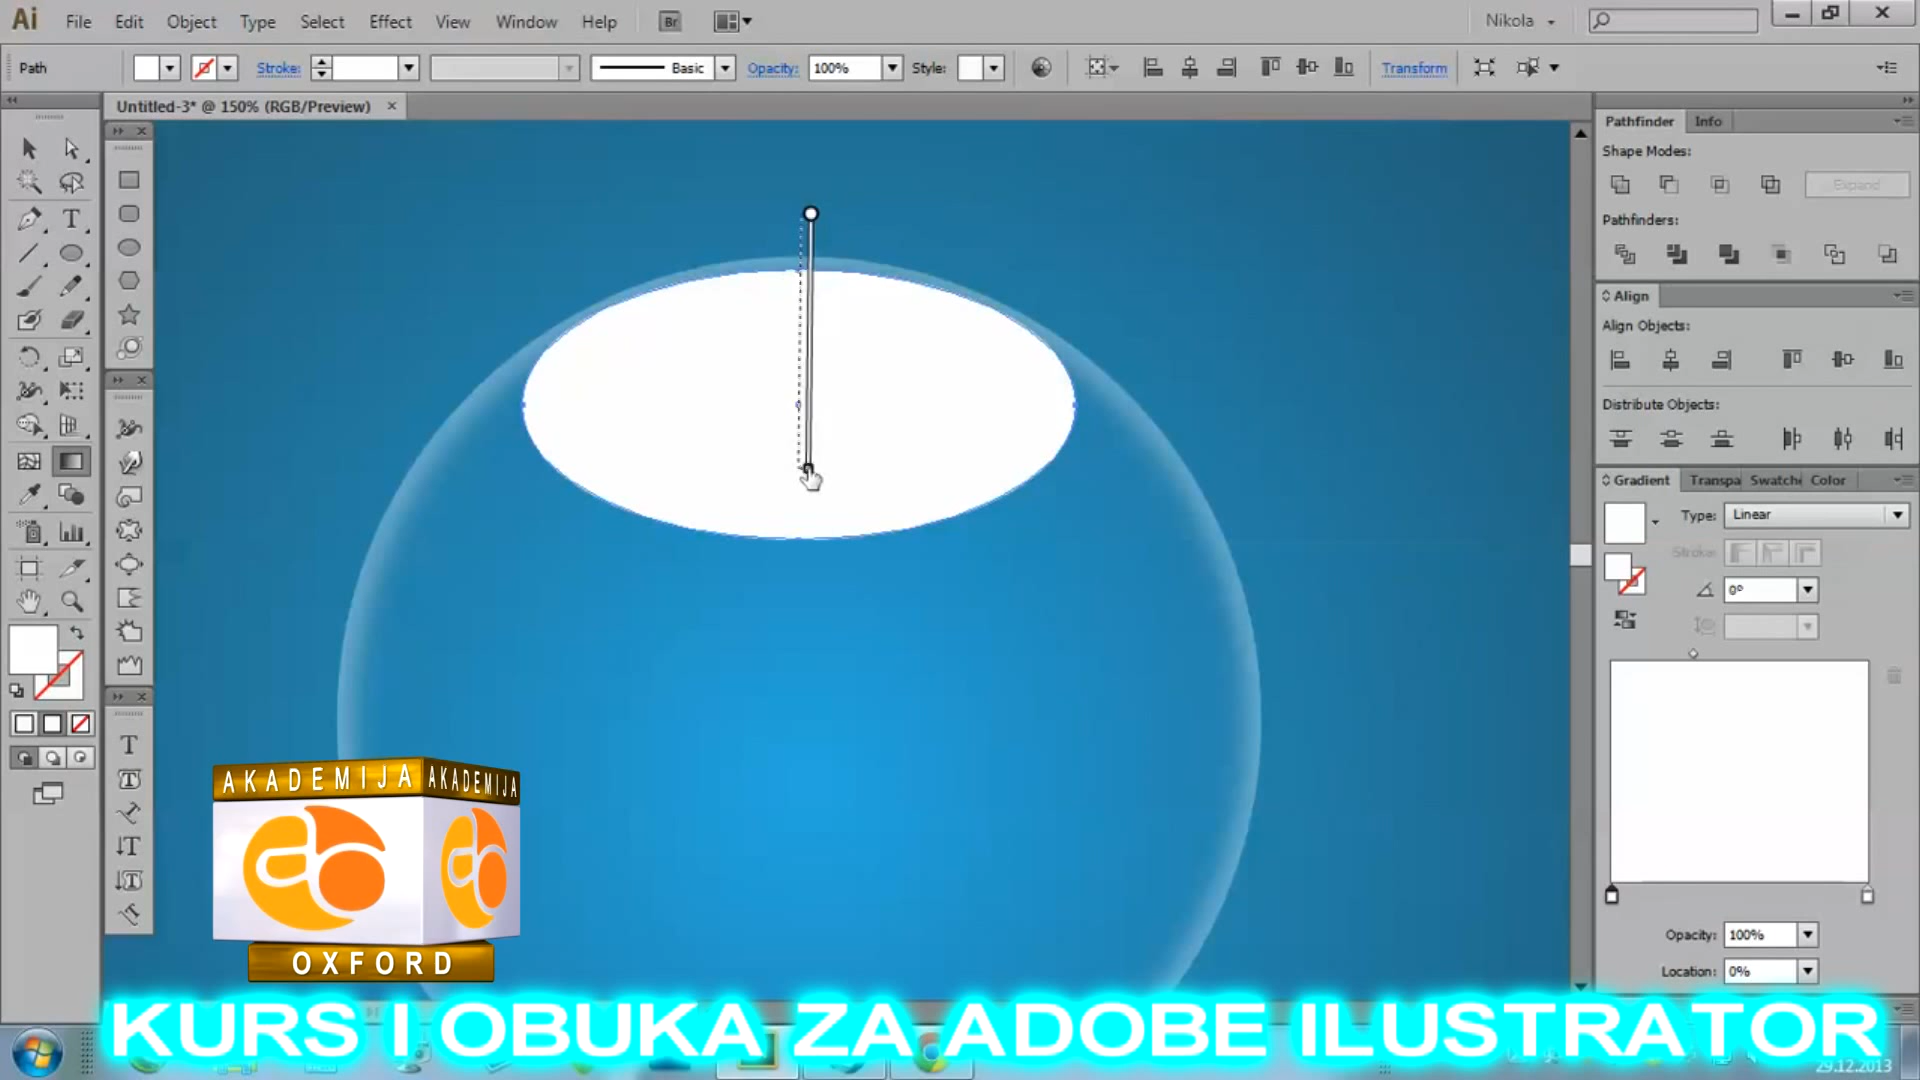 Ai File Edit Object Type Select Effect View Window Help Br Nikola
Path Stroke: Basic Opacity: 100% Style: Transform
Untitled-3* @ 150% (RGB/Preview)
Pathfinder Info
Shape Modes:
Expand
Pathfinders:
Align
Align Objects:
Distribute Objects:
Gradient Transpa Swatch Color
Type: Linear
Stroke:
0°
Opacity: 100%
Location: 0%
AKADEMIJA AKADEMIJA
OXFORD
KURS I OBUKA ZA ADOBE ILUSTRATOR
29.12.2013